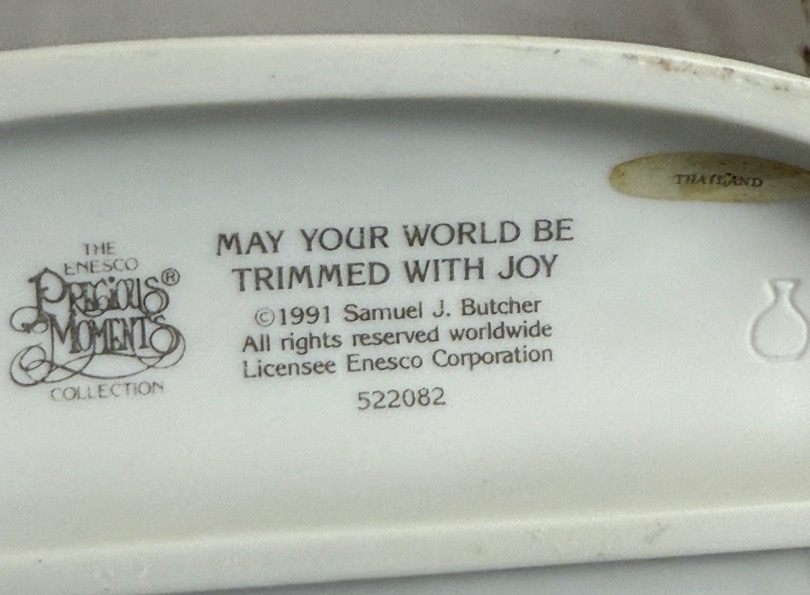 THE
ENESCO
PRECIOUS®
MOMENTS
COLLECTION
MAY YOUR WORLD BE
TRIMMED WITH JOY
©1991 Samuel J. Butcher
All rights reserved worldwide
Licensee Enesco Corporation
522082
THAILAND